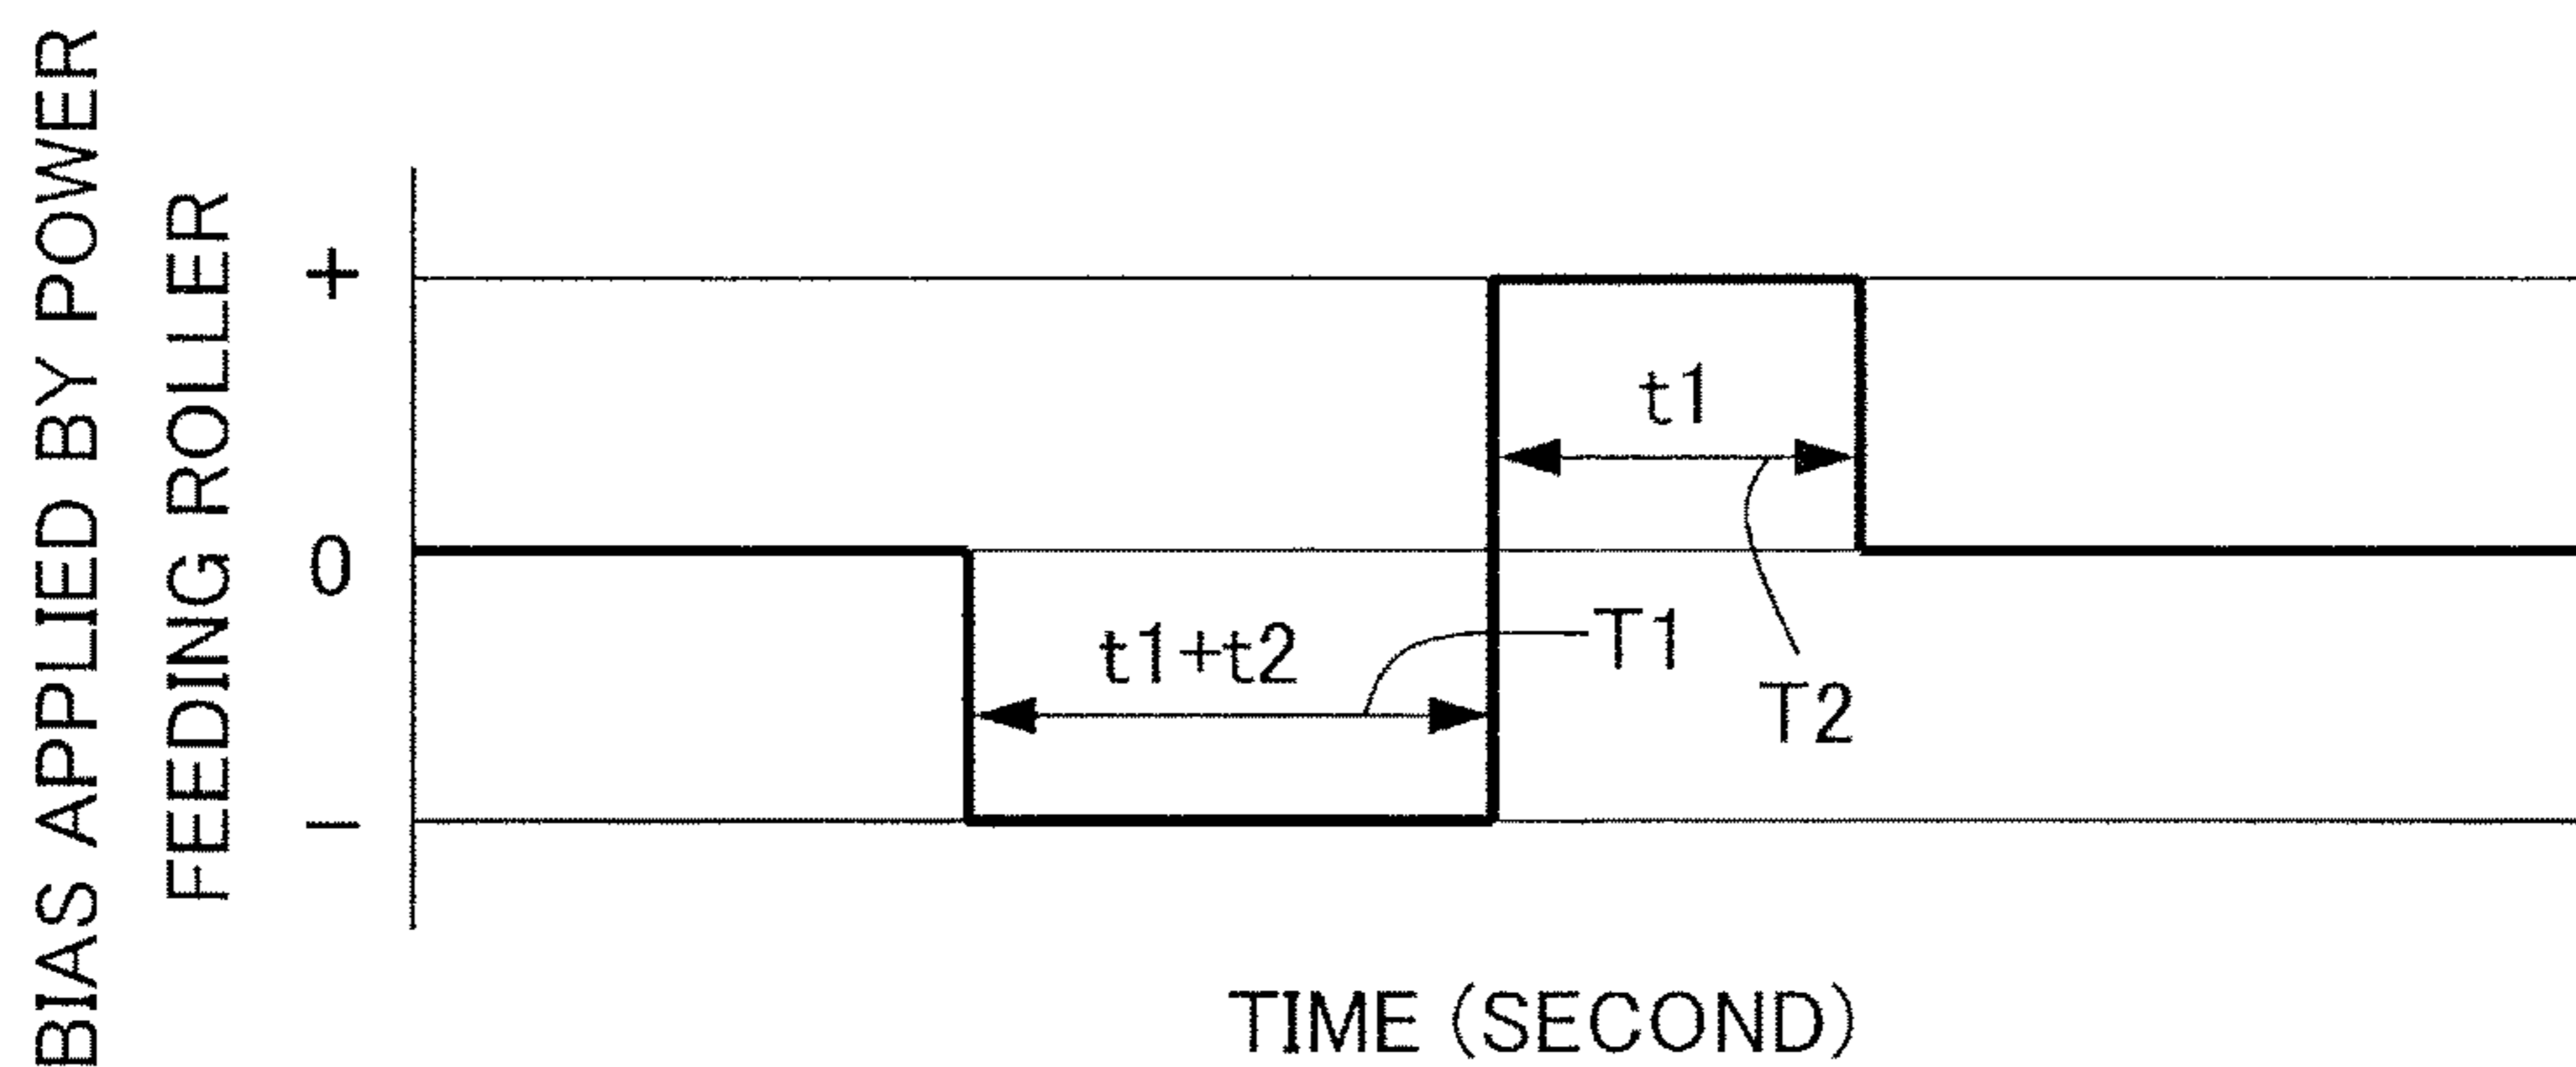 BIAS APPLIED BY POWER
FEEDING ROLLER
+
t1
0
t1+t2
T1
T2
−
TIME (SECOND)